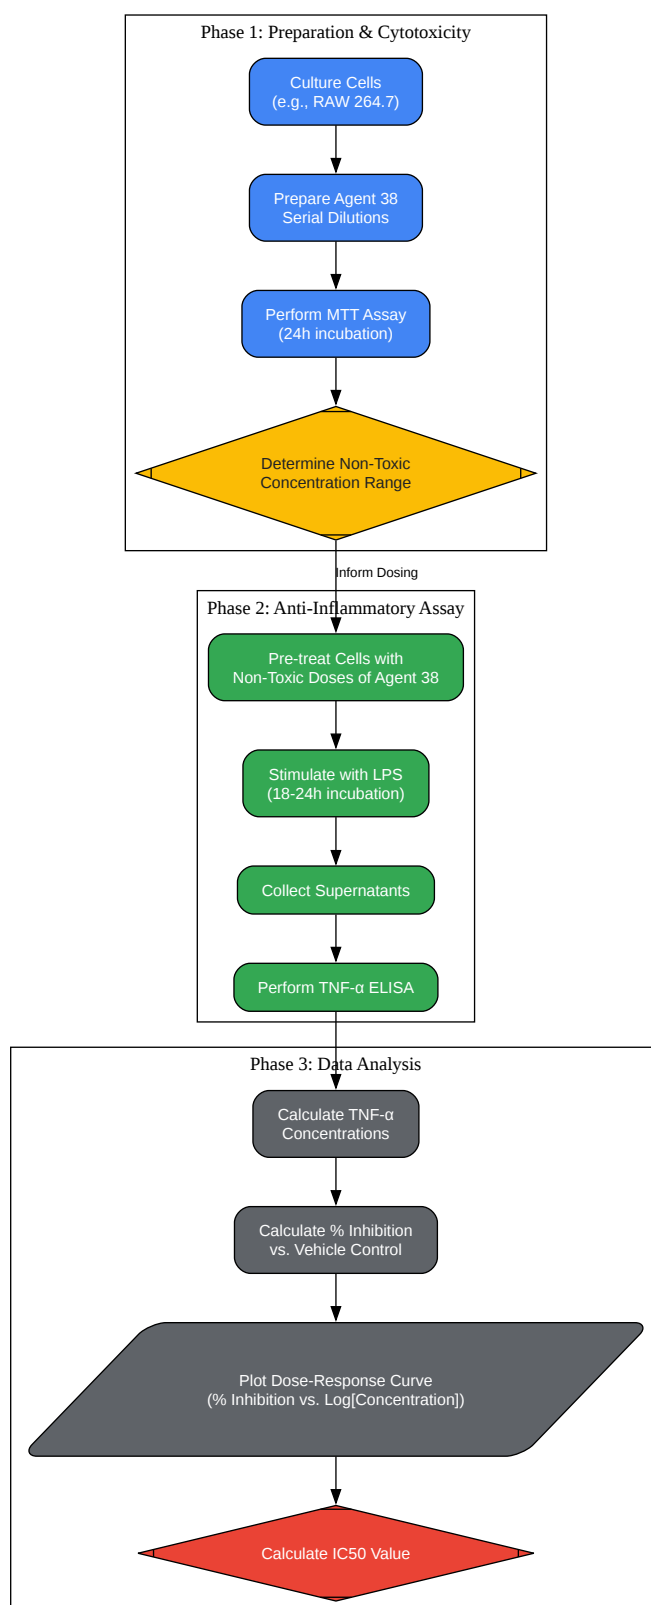 Phase 1: Preparation & Cytotoxicity
Culture Cells
(e.g., RAW 264.7)
Prepare Agent 38
Serial Dilutions
Perform MTT Assay
(24h incubation)
Determine Non-Toxic
Concentration Range
Inform Dosing
Phase 2: Anti-Inflammatory Assay
Pre-treat Cells with
Non-Toxic Doses of Agent 38
Stimulate with LPS
(18-24h incubation)
Collect Supernatants
Perform TNF-α ELISA
Phase 3: Data Analysis
Calculate TNF-α
Concentrations
Calculate % Inhibition
vs. Vehicle Control
Plot Dose-Response Curve
(% Inhibition vs. Log[Concentration])
Calculate IC50 Value